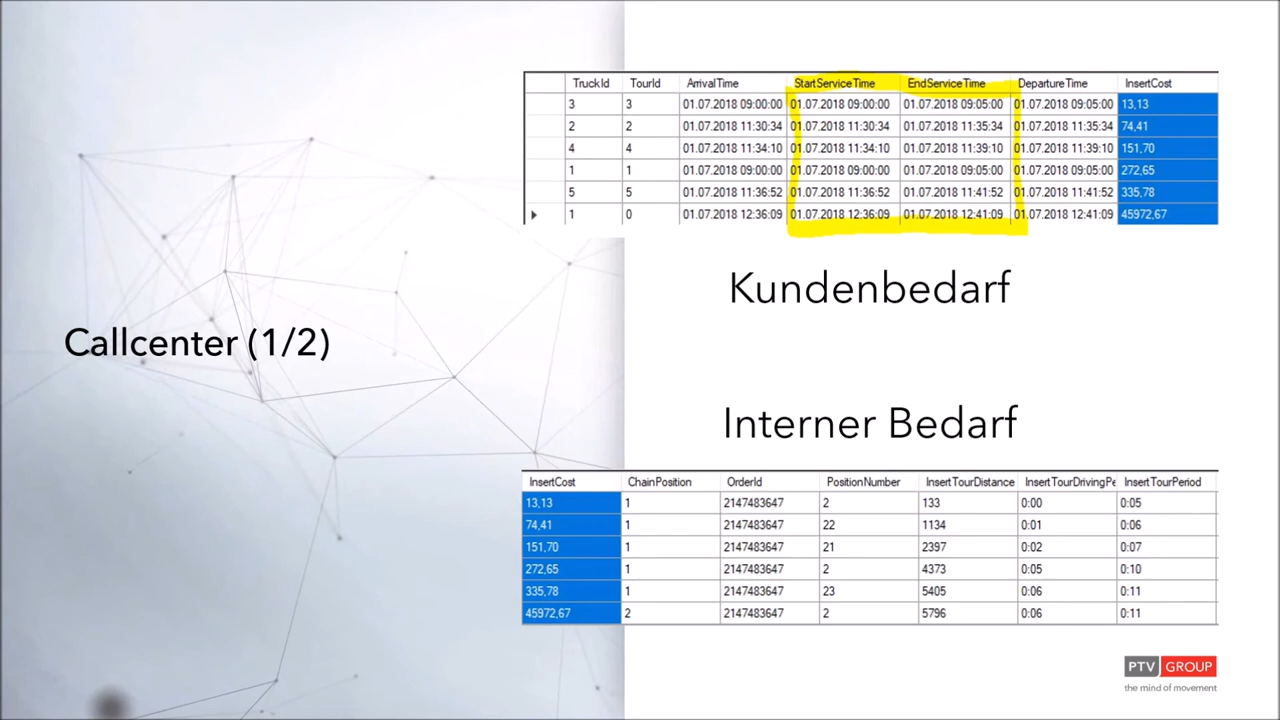 TruckId TourId ArrivalTime StartServiceTime EndServiceTime DepartureTime InsertCost
3 3 01.07.2018 09:00:00 01.07.2018 09:00:00 01.07.2018 09:05:00 01.07.2018 09:05:00 13,13
2 2 01.07.2018 11:30:34 01.07.2018 11:30:34 01.07.2018 11:35:34 01.07.2018 11:35:34 74,41
4 4 01.07.2018 11:34:10 01.07.2018 11:34:10 01.07.2018 11:39:10 01.07.2018 11:39:10 151,70
1 1 01.07.2018 09:00:00 01.07.2018 09:00:00 01.07.2018 09:05:00 01.07.2018 09:05:00 272,65
5 5 01.07.2018 11:36:52 01.07.2018 11:36:52 01.07.2018 11:41:52 01.07.2018 11:41:52 335,78
1 0 01.07.2018 12:36:09 01.07.2018 12:36:09 01.07.2018 12:41:09 01.07.2018 12:41:09 45972,67
Kundenbedarf
Callcenter (1/2)
Interner Bedarf
InsertCost ChainPosition OrderId PositionNumber InsertTourDistance InsertTourDrivingPe InsertTourPeriod
13,13 1 2147483647 2 133 0:00 0:05
74,41 1 2147483647 22 1134 0:01 0:06
151,70 1 2147483647 21 2397 0:02 0:07
272,65 1 2147483647 2 4373 0:05 0:10
335,78 1 2147483647 23 5405 0:06 0:11
45972,67 2 2147483647 2 5796 0:06 0:11
PTV GROUP
the mind of movement